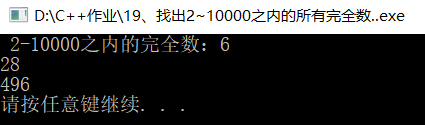 D:\C++作业\19、找出2~10000之内的所有完全数..exe
2-10000之内的完全数：6
28
496
请按任意键继续. . .